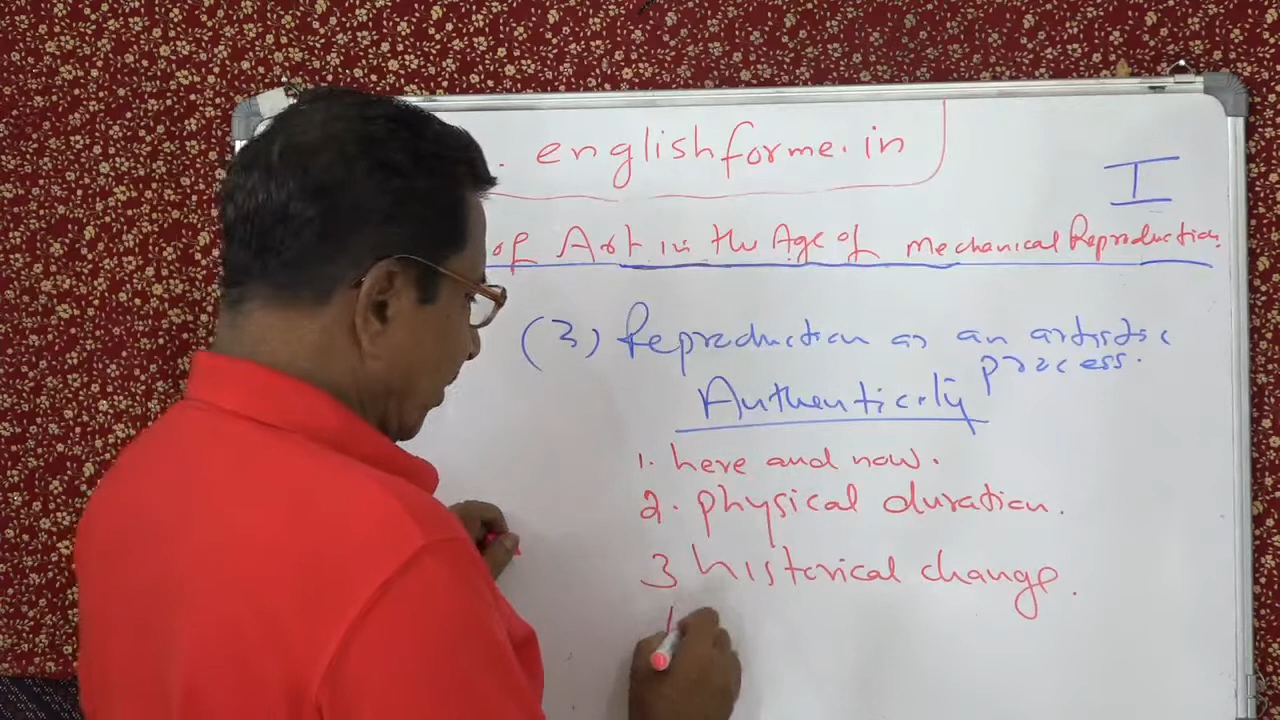 . englishforme.in
I
of Art in the Age of Mechanical Reproduction
(3) Reproduction as an artistic
process.
Authenticity
1. here and now.
2. physical duration.
3 historical change.